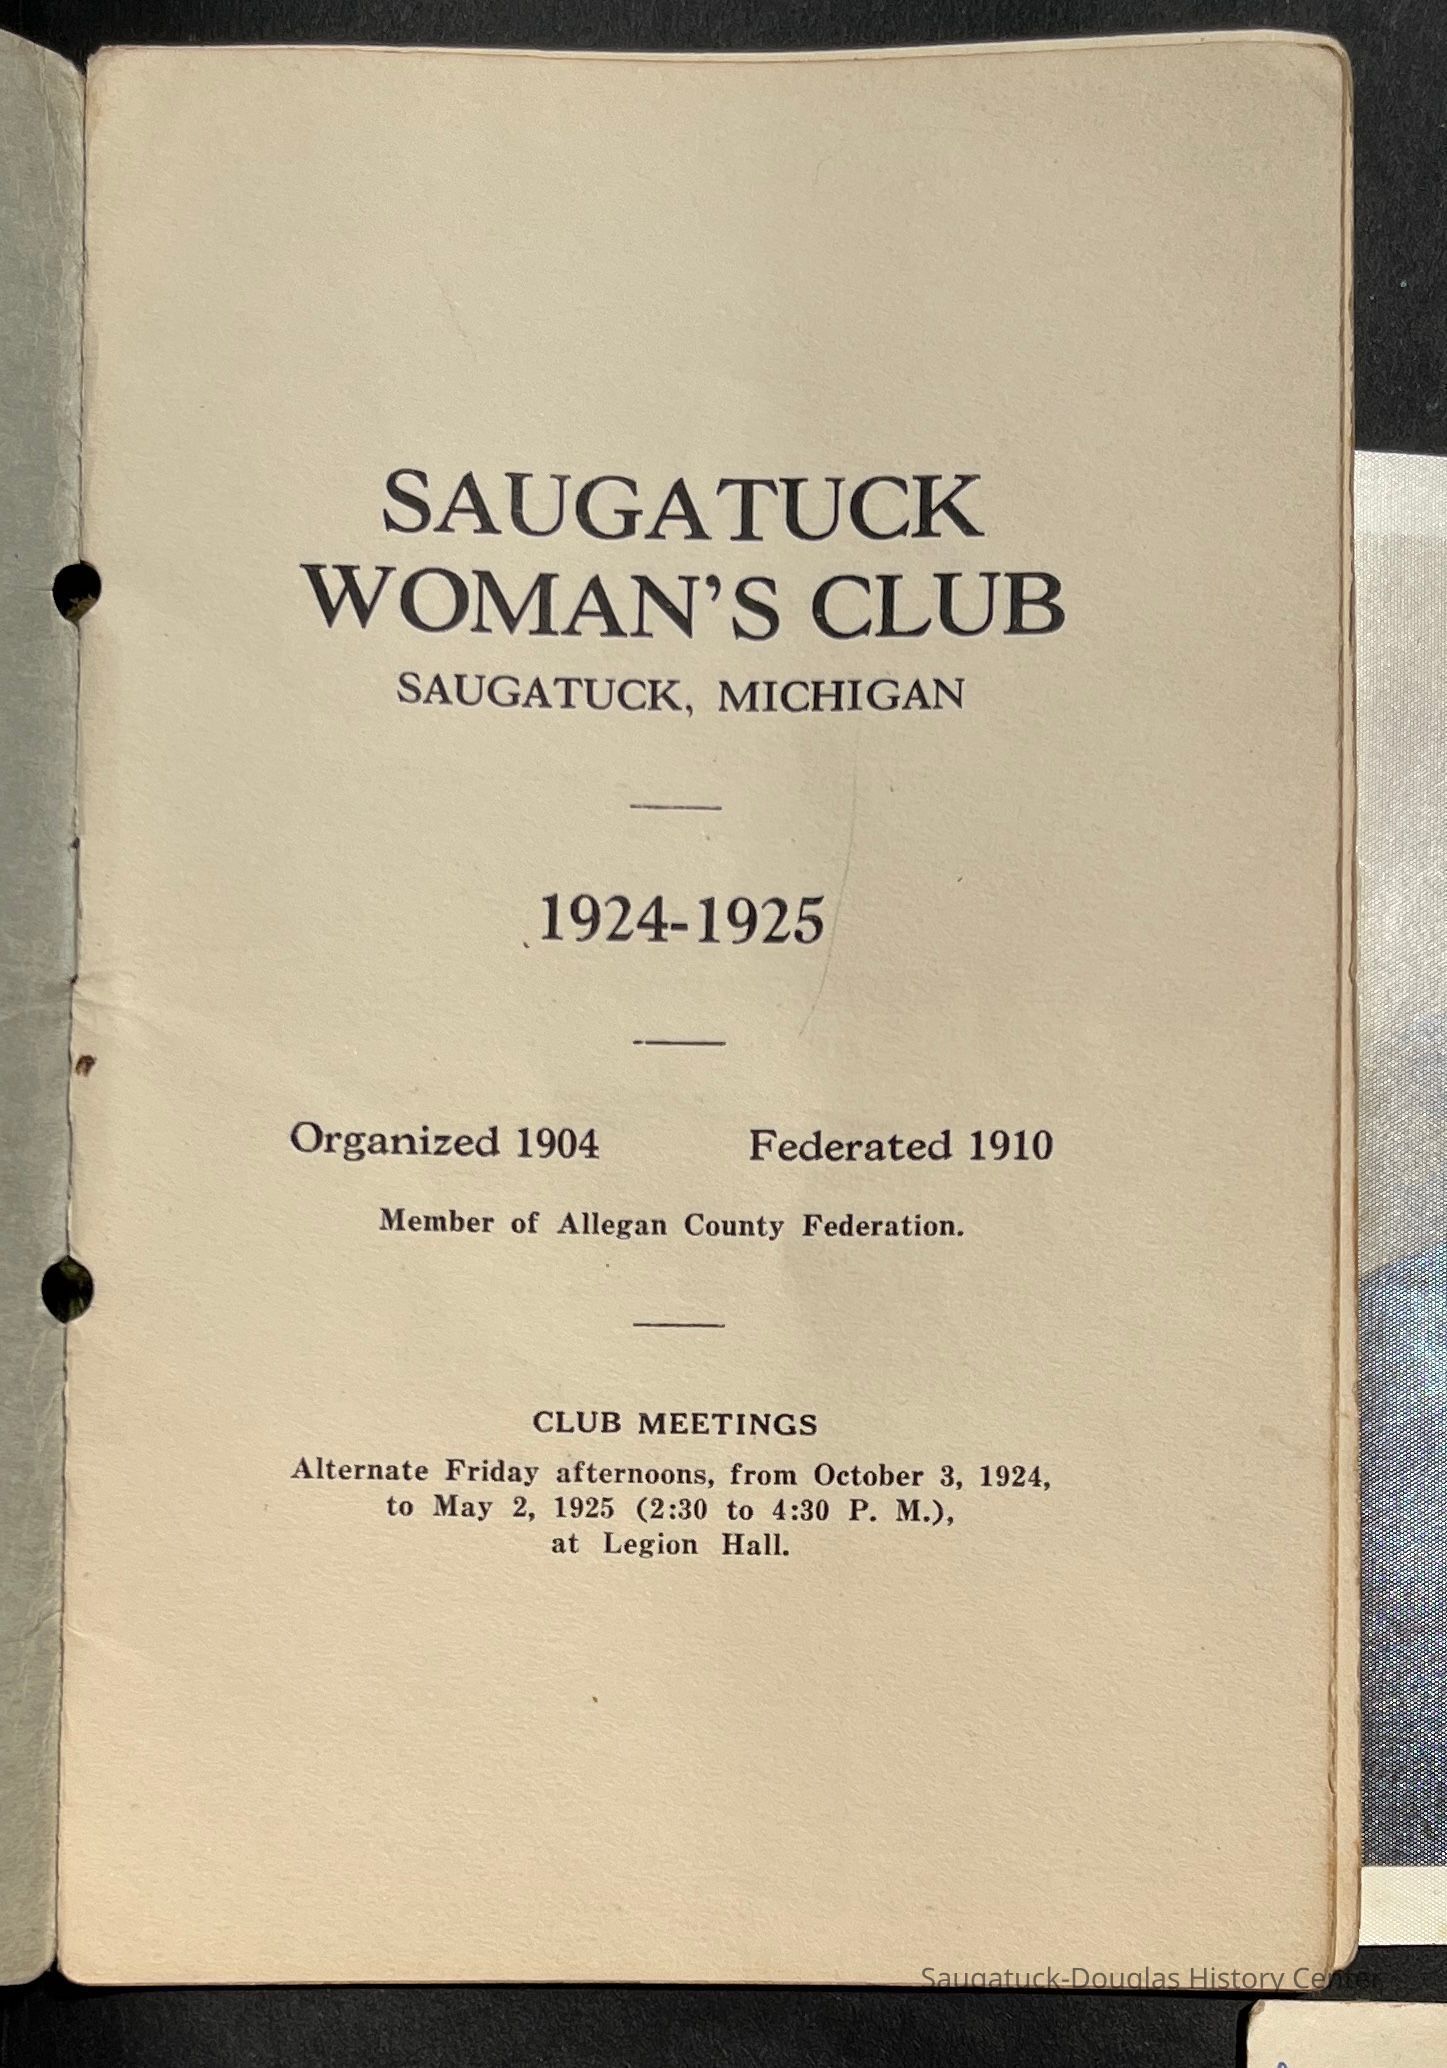 SAUGATUCK
WOMAN'S CLUB
SAUGATUCK, MICHIGAN
1924-1925
Organized 1904 Federated 1910
Member of Allegan County Federation.
CLUB MEETINGS
Alternate Friday afternoons, from October 3, 1924,
to May 2, 1925 (2:30 to 4:30 P. M.),
at Legion Hall.
Saugatuck-Douglas History Center